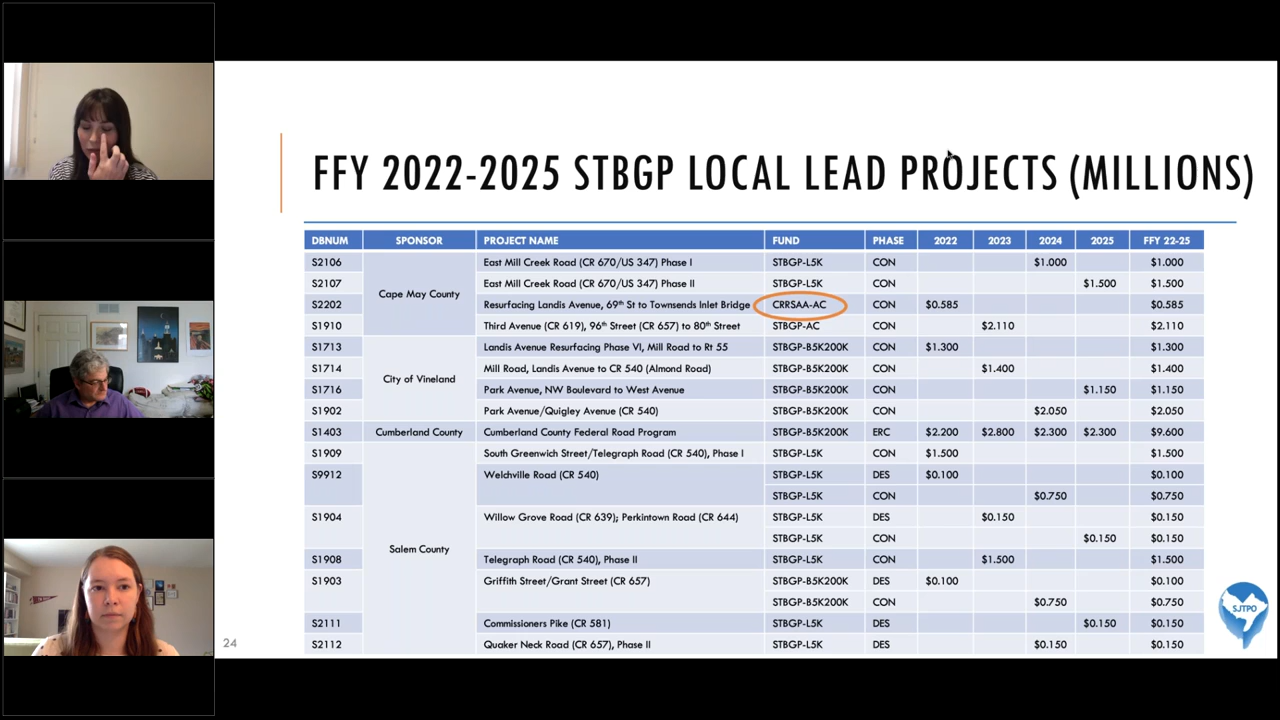 FFY 2022-2025 STBGP LOCAL LEAD PROJECTS (MILLIONS)
DBNUM SPONSOR PROJECT NAME FUND PHASE 2022 2023 2024 2025 FFY 22-25
S2106 East Mill Creek Road (CR 670/US 347) Phase I STBGP-L5K CON $1.000 $1.000
S2107 East Mill Creek Road (CR 670/US 347) Phase II STBGP-L5K CON $1.500 $1.500
Cape May County
S2202 Resurfacing Landis Avenue, 69th St to Townsends Inlet Bridge CRRSAA-AC CON $0.585 $0.585
S1910 Third Avenue (CR 619), 96th Street (CR 657) to 80th Street STBGP-AC CON $2.110 $2.110
S1713 Landis Avenue Resurfacing Phase VI, Mill Road to Rt 55 STBGP-B5K200K CON $1.300 $1.300
S1714 Mill Road, Landis Avenue to CR 540 (Almond Road) STBGP-B5K200K CON $1.400 $1.400
City of Vineland
S1716 Park Avenue, NW Boulevard to West Avenue STBGP-B5K200K CON $1.150 $1.150
S1902 Park Avenue/Quigley Avenue (CR 540) STBGP-B5K200K CON $2.050 $2.050
S1403 Cumberland County Cumberland County Federal Road Program STBGP-B5K200K ERC $2.200 $2.800 $2.300 $2.300 $9.600
S1909 South Greenwich Street/Telegraph Road (CR 540), Phase I STBGP-L5K CON $1.500 $1.500
S9912 Welchville Road (CR 540) STBGP-L5K DES $0.100 $0.100
STBGP-L5K CON $0.750 $0.750
S1904 Willow Grove Road (CR 639); Perkintown Road (CR 644) STBGP-L5K DES $0.150 $0.150
STBGP-L5K CON $0.150 $0.150
Salem County
S1908 Telegraph Road (CR 540), Phase II STBGP-L5K CON $1.500 $1.500
S1903 Griffith Street/Grant Street (CR 657) STBGP-B5K200K DES $0.100 $0.100
STBGP-B5K200K CON $0.750 $0.750
S2111 Commissioners Pike (CR 581) STBGP-L5K DES $0.150 $0.150
S2112 Quaker Neck Road (CR 657), Phase II STBGP-L5K DES $0.150 $0.150
SJTPO
24